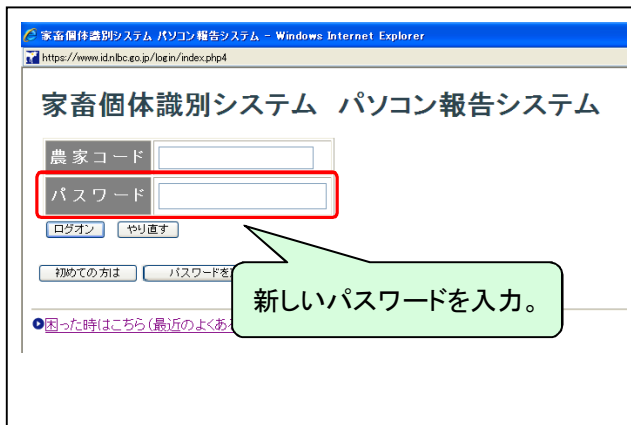 家畜個体識別システム パソコン報告システム - Windows Internet Explorer
https://www.id.nlbc.go.jp/login/index.php4
家畜個体識別システム パソコン報告システム
農家コード
パスワード
ログオン やり直す
初めての方は パスワードを
新しいパスワードを入力。
困った時はこちら(最近のよくある